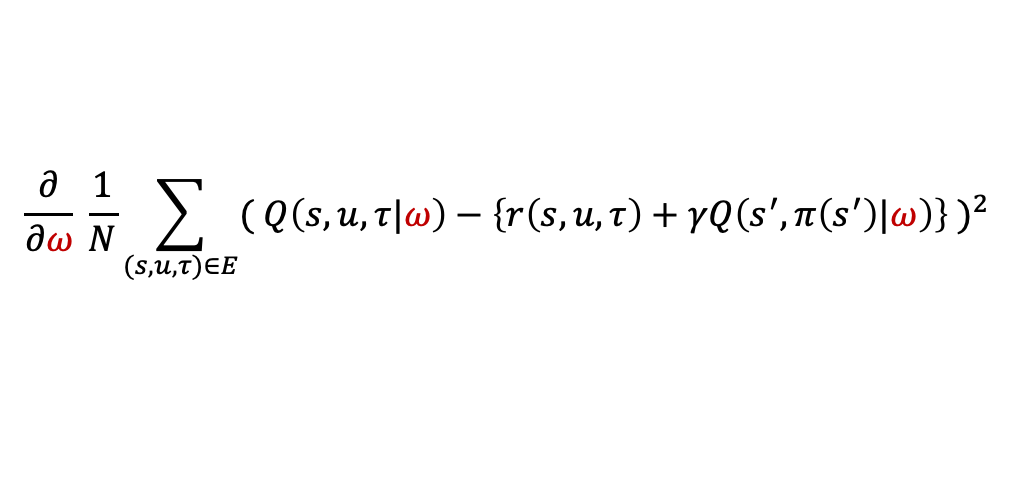 ∂/∂ω 1/N ∑_(s,u,τ)∈E ( Q(s, u, τ|ω) − {r(s, u, τ) + γQ(s′, π(s′)|ω)} )²